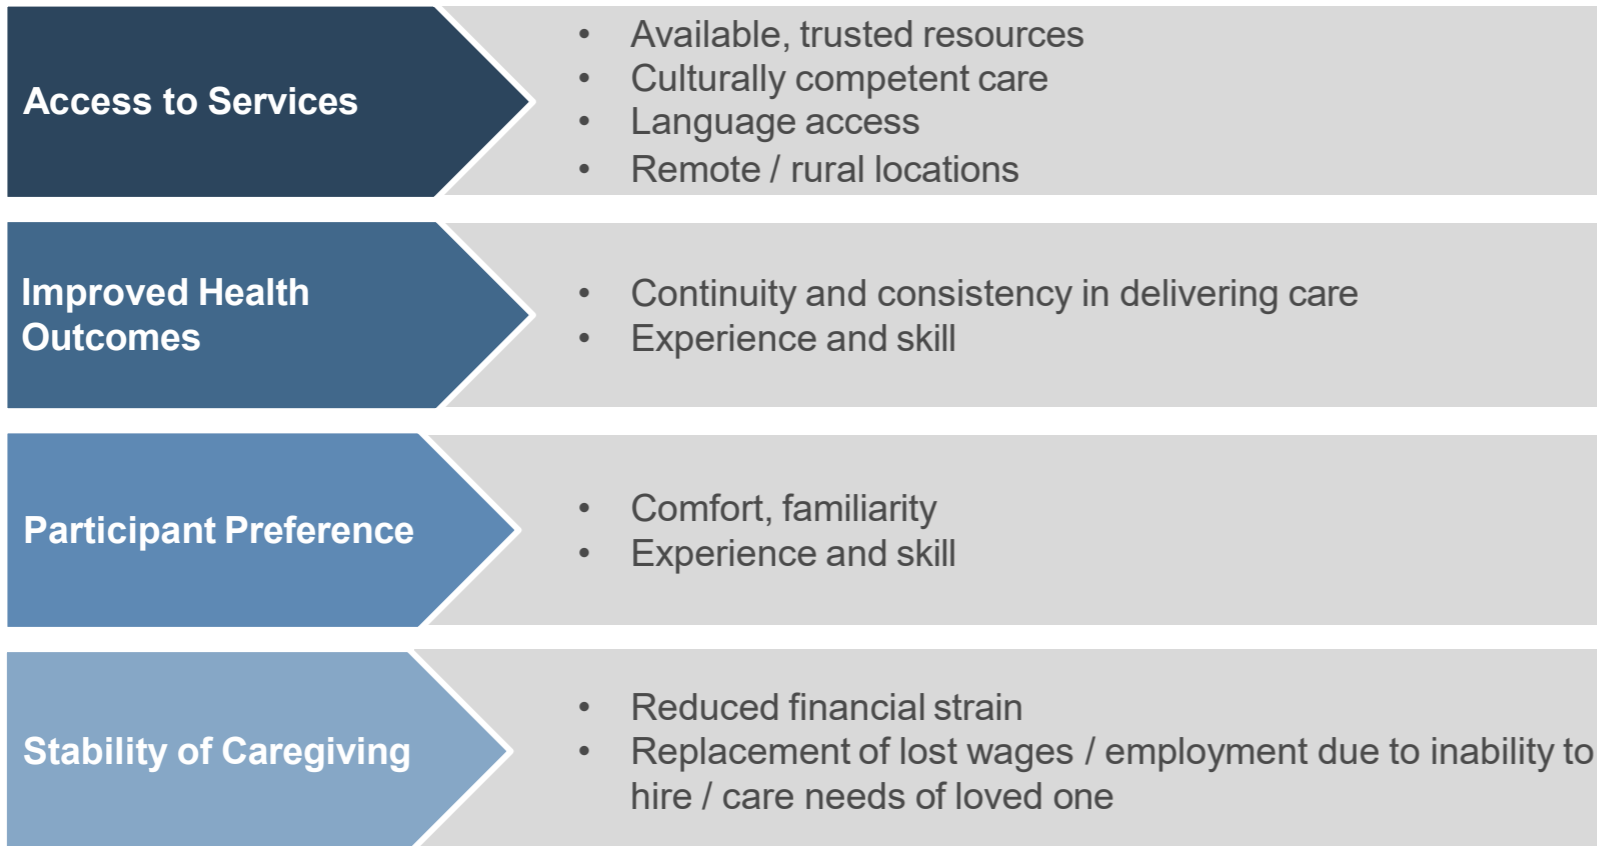 Access to Services
• Available, trusted resources
• Culturally competent care
• Language access
• Remote / rural locations
Improved Health
Outcomes
• Continuity and consistency in delivering care
• Experience and skill
Participant Preference
• Comfort, familiarity
• Experience and skill
Stability of Caregiving
• Reduced financial strain
• Replacement of lost wages / employment due to inability to
hire / care needs of loved one